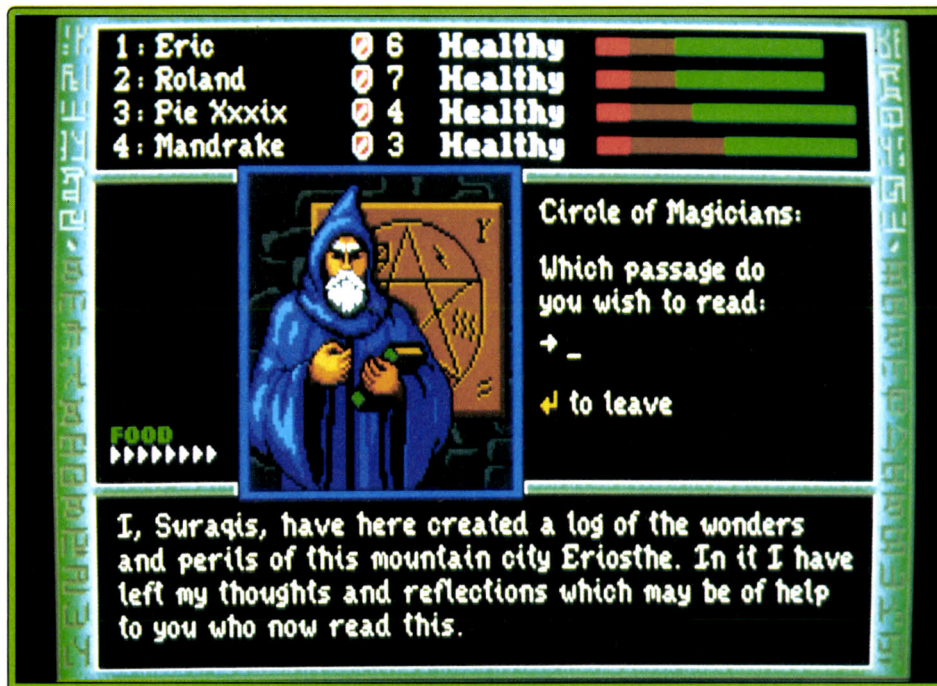 1: Eric 6 Healthy
2: Roland 7 Healthy
3: Pie Xxxix 4 Healthy
4: Mandrake 3 Healthy
Circle of Magicians:
Which passage do
you wish to read:
→ _
↲ to leave
FOOD
I, Suraqis, have here created a log of the wonders
and perils of this mountain city Eriosthe. In it I have
left my thoughts and reflections which may be of help
to you who now read this.